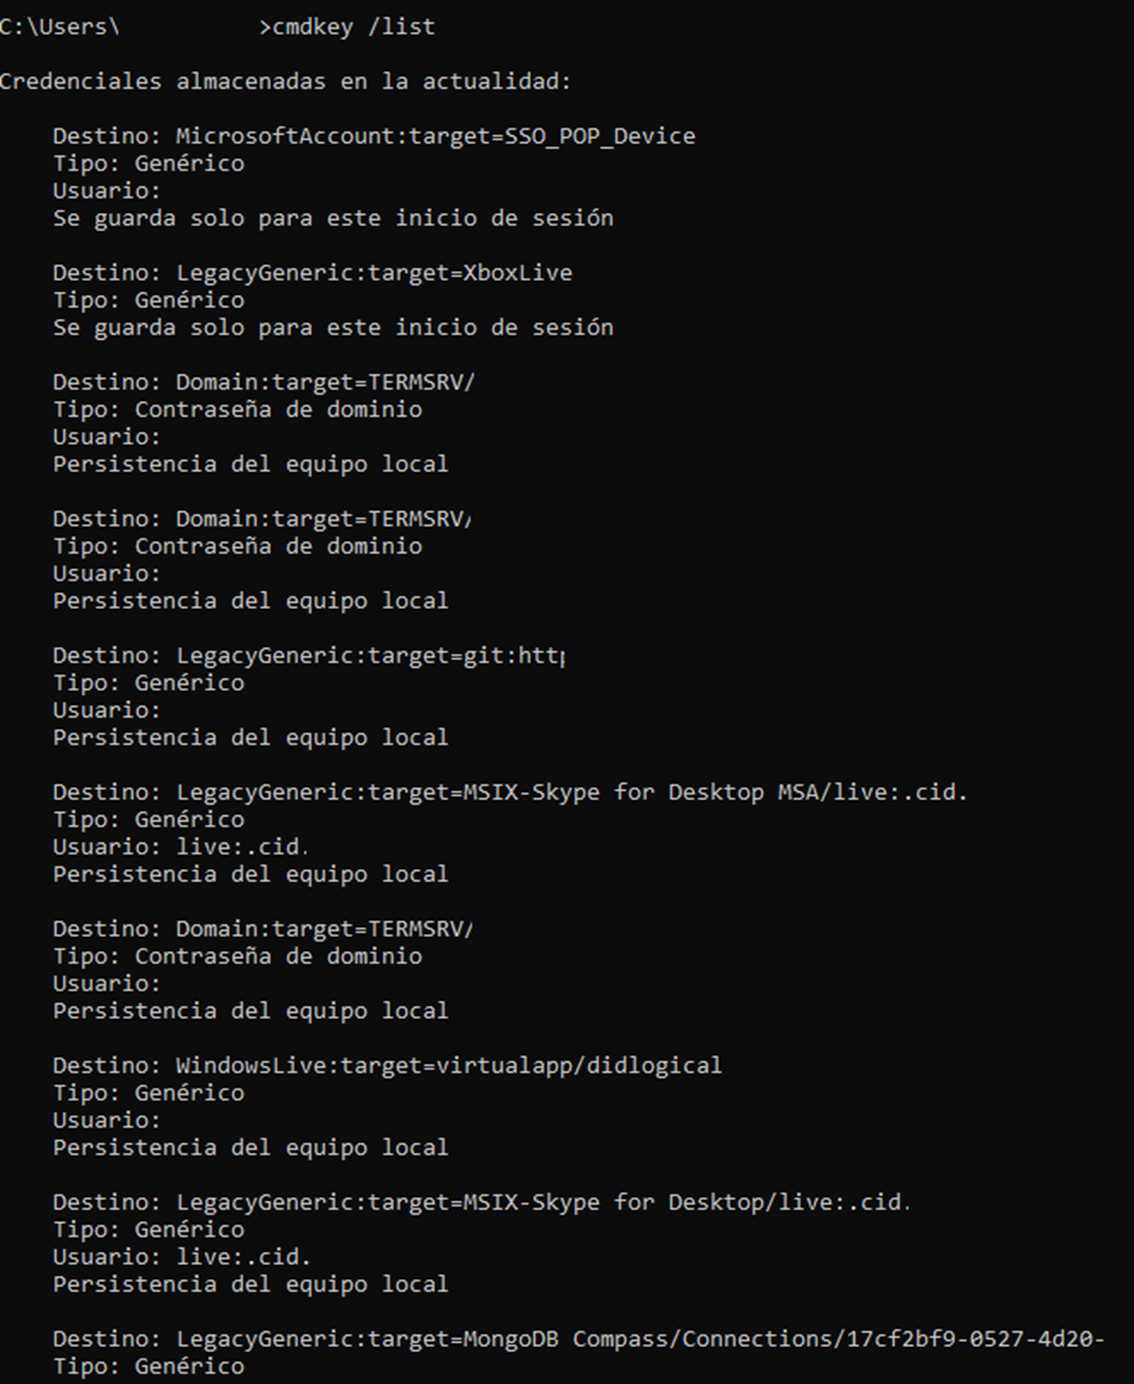 C:\Users\ >cmdkey /list
Credenciales almacenadas en la actualidad:
Destino: MicrosoftAccount:target=SSO_POP_Device
Tipo: Genérico
Usuario:
Se guarda solo para este inicio de sesión
Destino: LegacyGeneric:target=XboxLive
Tipo: Genérico
Se guarda solo para este inicio de sesión
Destino: Domain:target=TERMSRV/
Tipo: Contraseña de dominio
Usuario:
Persistencia del equipo local
Destino: Domain:target=TERMSRV/
Tipo: Contraseña de dominio
Usuario:
Persistencia del equipo local
Destino: LegacyGeneric:target=git:http
Tipo: Genérico
Usuario:
Persistencia del equipo local
Destino: LegacyGeneric:target=MSIX-Skype for Desktop MSA/live:.cid.
Tipo: Genérico
Usuario: live:.cid.
Persistencia del equipo local
Destino: Domain:target=TERMSRV/
Tipo: Contraseña de dominio
Usuario:
Persistencia del equipo local
Destino: WindowsLive:target=virtualapp/didlogical
Tipo: Genérico
Usuario:
Persistencia del equipo local
Destino: LegacyGeneric:target=MSIX-Skype for Desktop/live:.cid.
Tipo: Genérico
Usuario: live:.cid.
Persistencia del equipo local
Destino: LegacyGeneric:target=MongoDB Compass/Connections/17cf2bf9-0527-4d20-
Tipo: Genérico